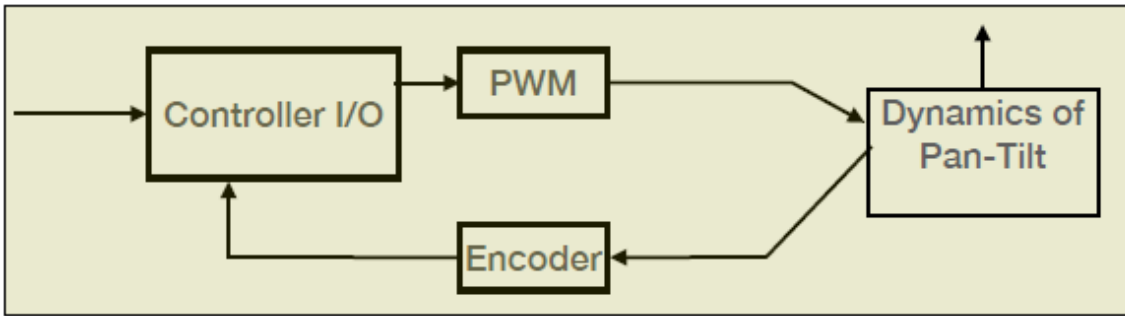 Controller I/O
PWM
Dynamics of
Pan-Tilt
Encoder